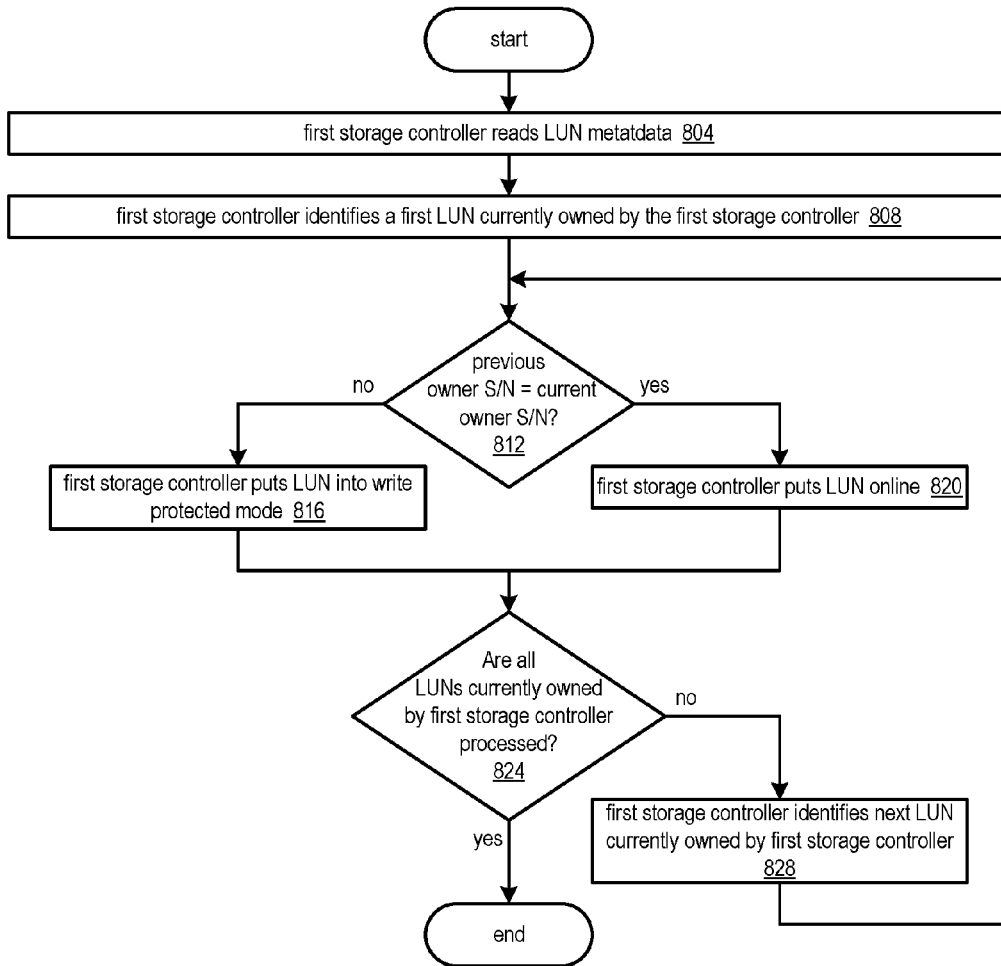 start
first storage controller reads LUN metatdata 804
first storage controller identifies a first LUN currently owned by the first storage controller 808
previous
owner S/N = current
owner S/N?
812
no
yes
first storage controller puts LUN into write
protected mode 816
first storage controller puts LUN online 820
Are all
LUNs currently owned
by first storage controller
processed?
824
no
yes
first storage controller identifies next LUN
currently owned by first storage controller
828
end